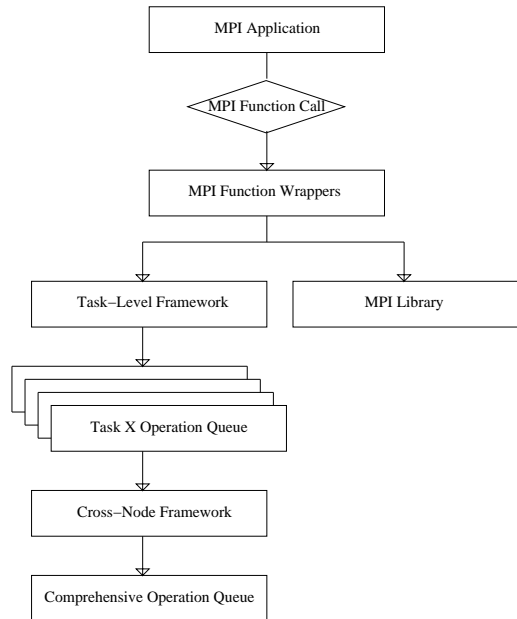 MPI Application
MPI Function Call
MPI Function Wrappers
Task−Level Framework
MPI Library
Task X Operation Queue
Cross−Node Framework
Comprehensive Operation Queue